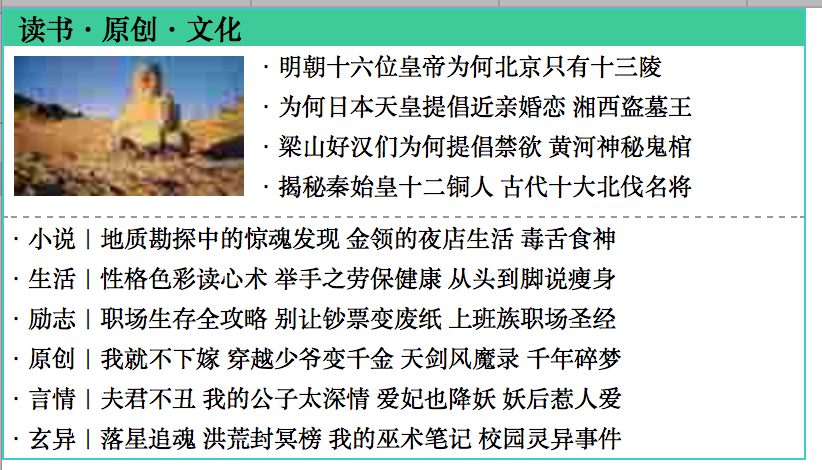 读书·原创·文化
· 明朝十六位皇帝为何北京只有十三陵
· 为何日本天皇提倡近亲婚恋 湘西盗墓王
· 梁山好汉们为何提倡禁欲 黄河神秘鬼棺
· 揭秘秦始皇十二铜人 古代十大北伐名将
· 小说 | 地质勘探中的惊魂发现 金领的夜店生活 毒舌食神
· 生活 | 性格色彩读心术 举手之劳保健康 从头到脚说瘦身
· 励志 | 职场生存全攻略 别让钞票变废纸 上班族职场圣经
· 原创 | 我就不下嫁 穿越少爷变千金 天剑风魔录 千年碎梦
· 言情 | 夫君不丑 我的公子太深情 爱妃也降妖 妖后惹人爱
· 玄异 | 落星追魂 洪荒封冥榜 我的巫术笔记 校园灵异事件